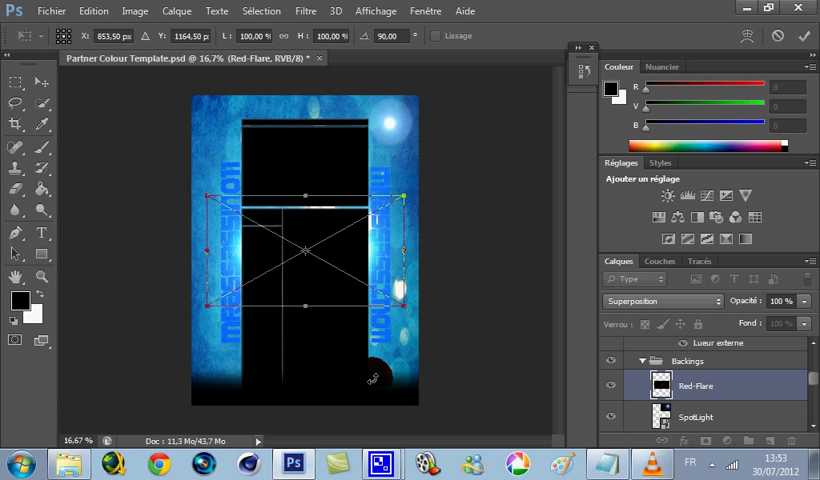 Ps Fichier Edition Image Calque Texte Sélection Filtre 3D Affichage Fenêtre Aide
X: 853,50 px Y: 1164,50 px L: 100,00 % H: 100,00 % 90,00 ° Lissage
Partner Colour Template.psd @ 16,7% (Red-Flare, RVB/8) * ×
Couleur Nuancier
R 0
V 0
B 0
Réglages Styles
Ajouter un réglage
Calques Couches Tracés
Type
Superposition Opacité: 100 %
Verrou: Fond: 100 %
Lueur externe
Backings
Red-Flare
SpotLight
16,67 % Doc : 11,3 Mo/43,7 Mo
Ps FR 13:53
30/07/2012